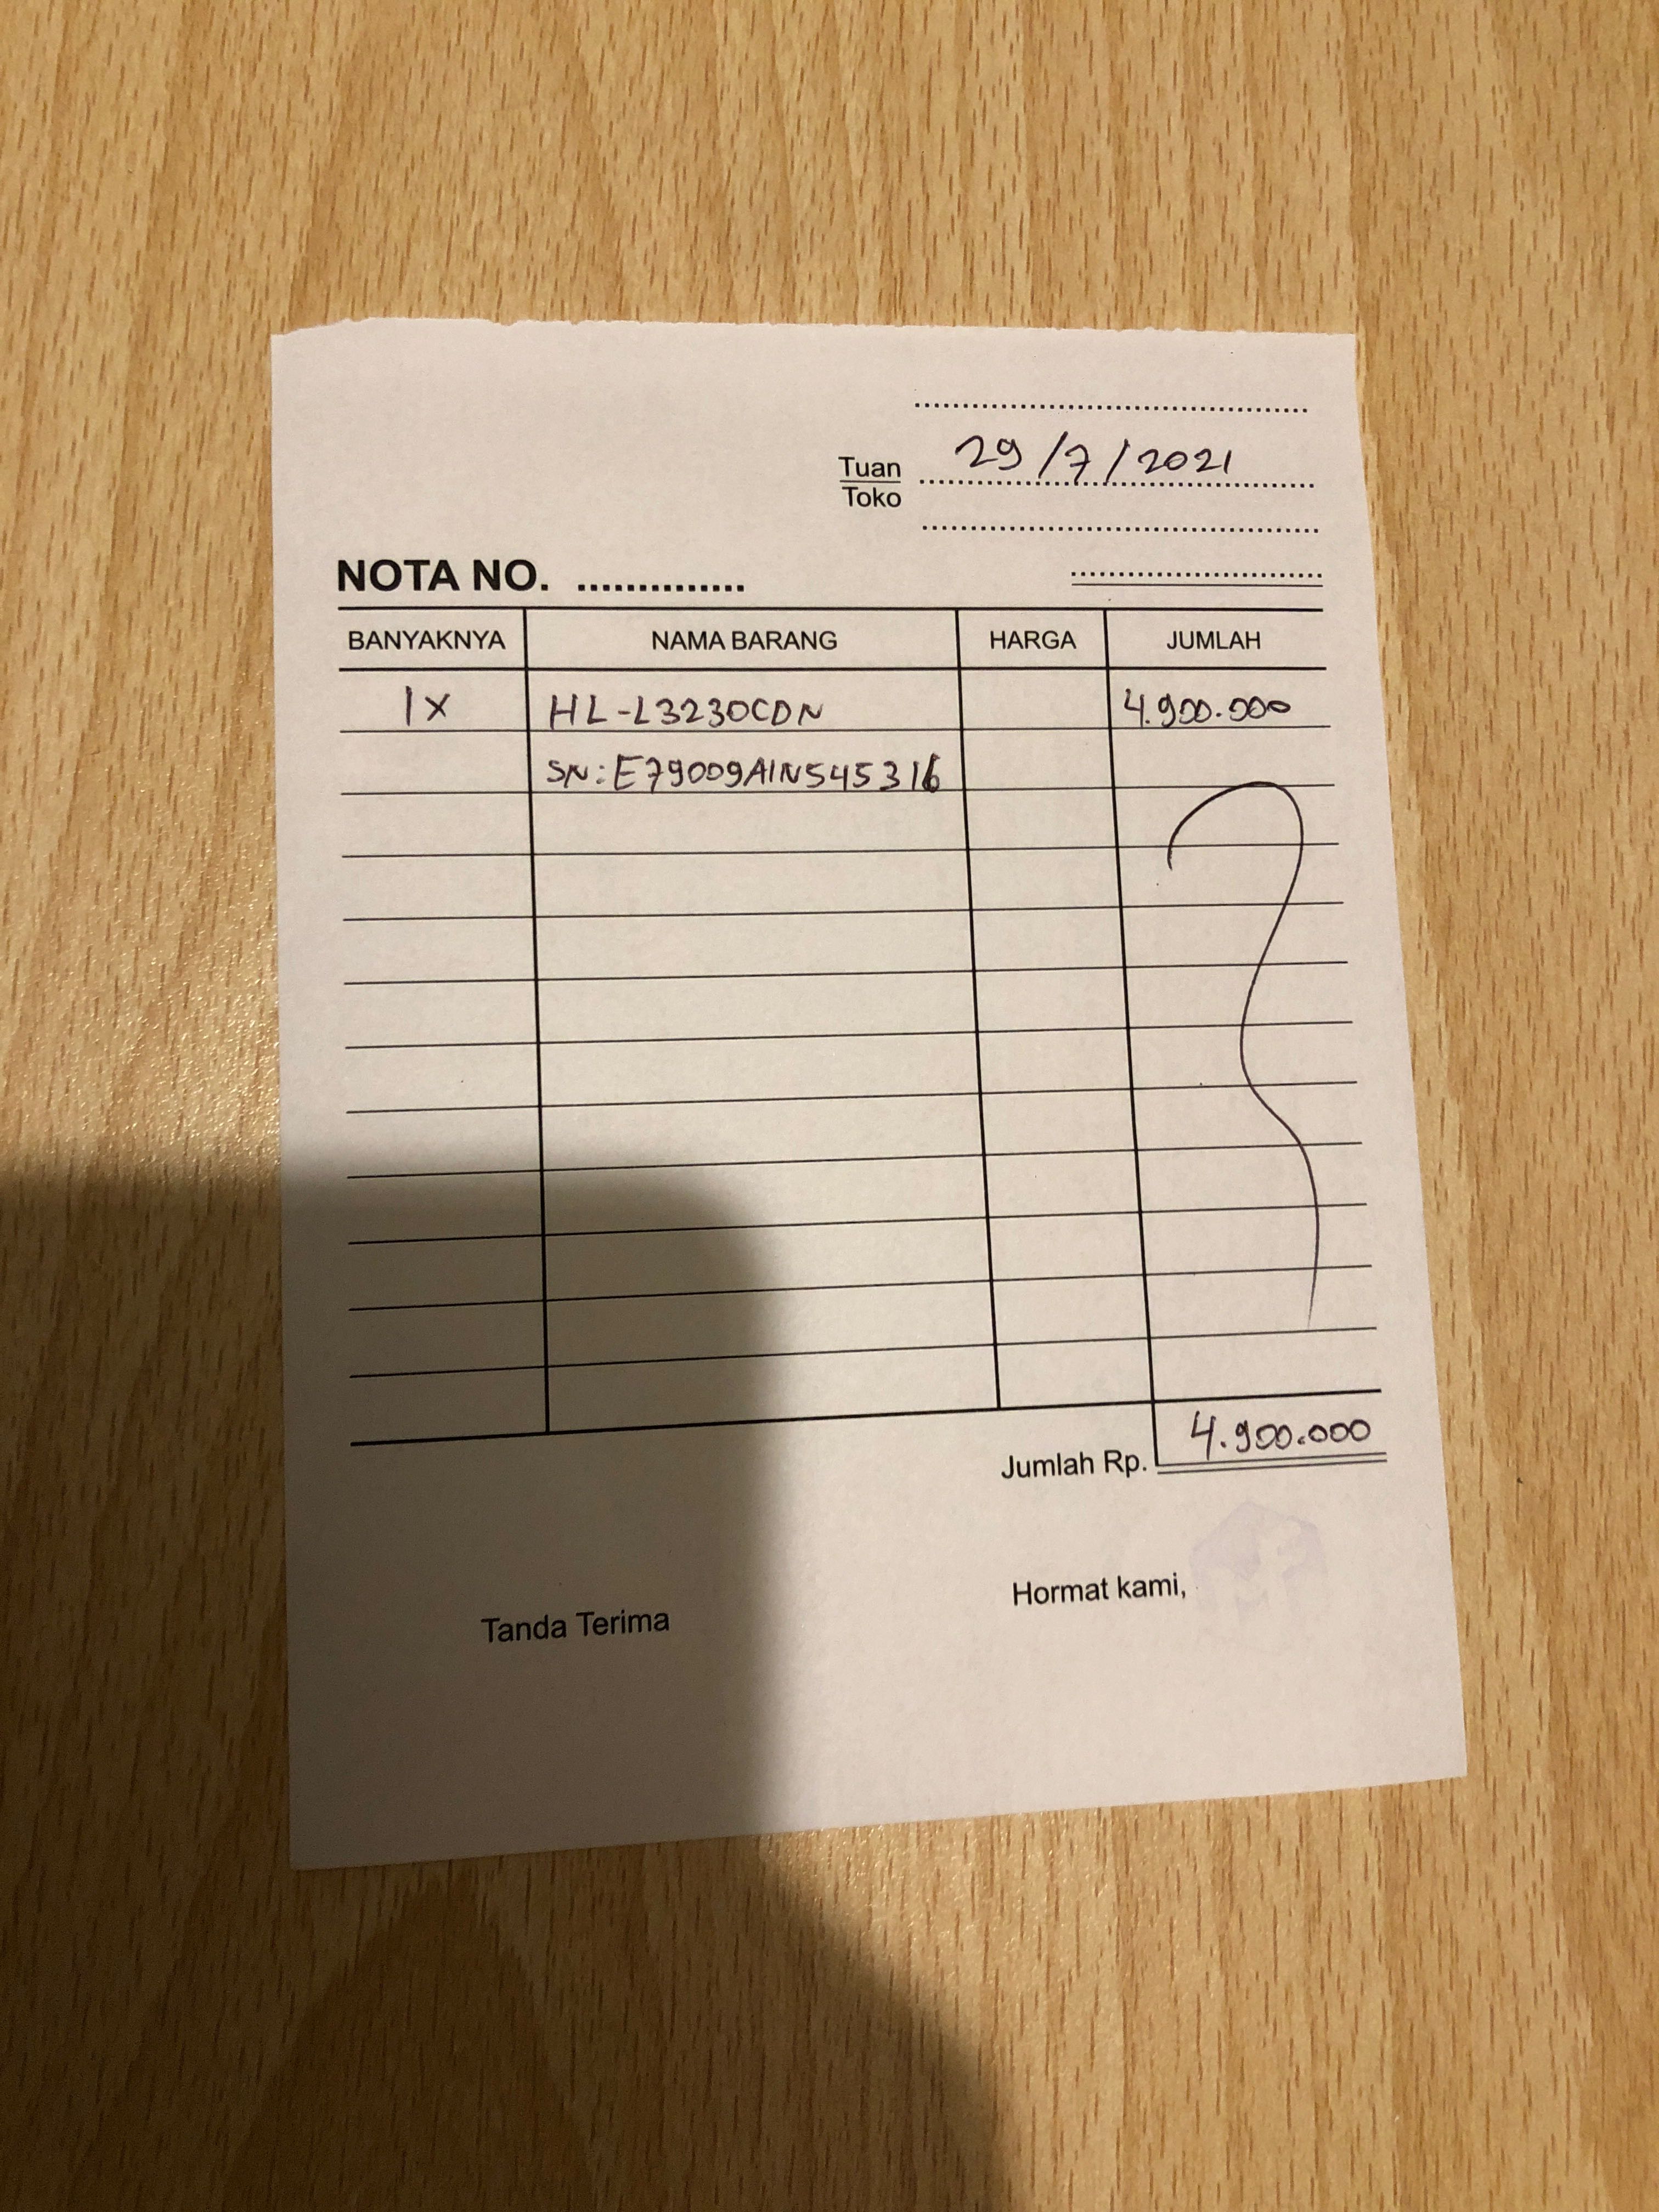 29/7/2021
Tuan
Toko
NOTA NO. ..............
BANYAKNYA NAMA BARANG HARGA JUMLAH
1x HL-L3230CDN 4.900.000
SN:E79009A1N545316
Jumlah Rp. 4.900.000
Tanda Terima Hormat kami,